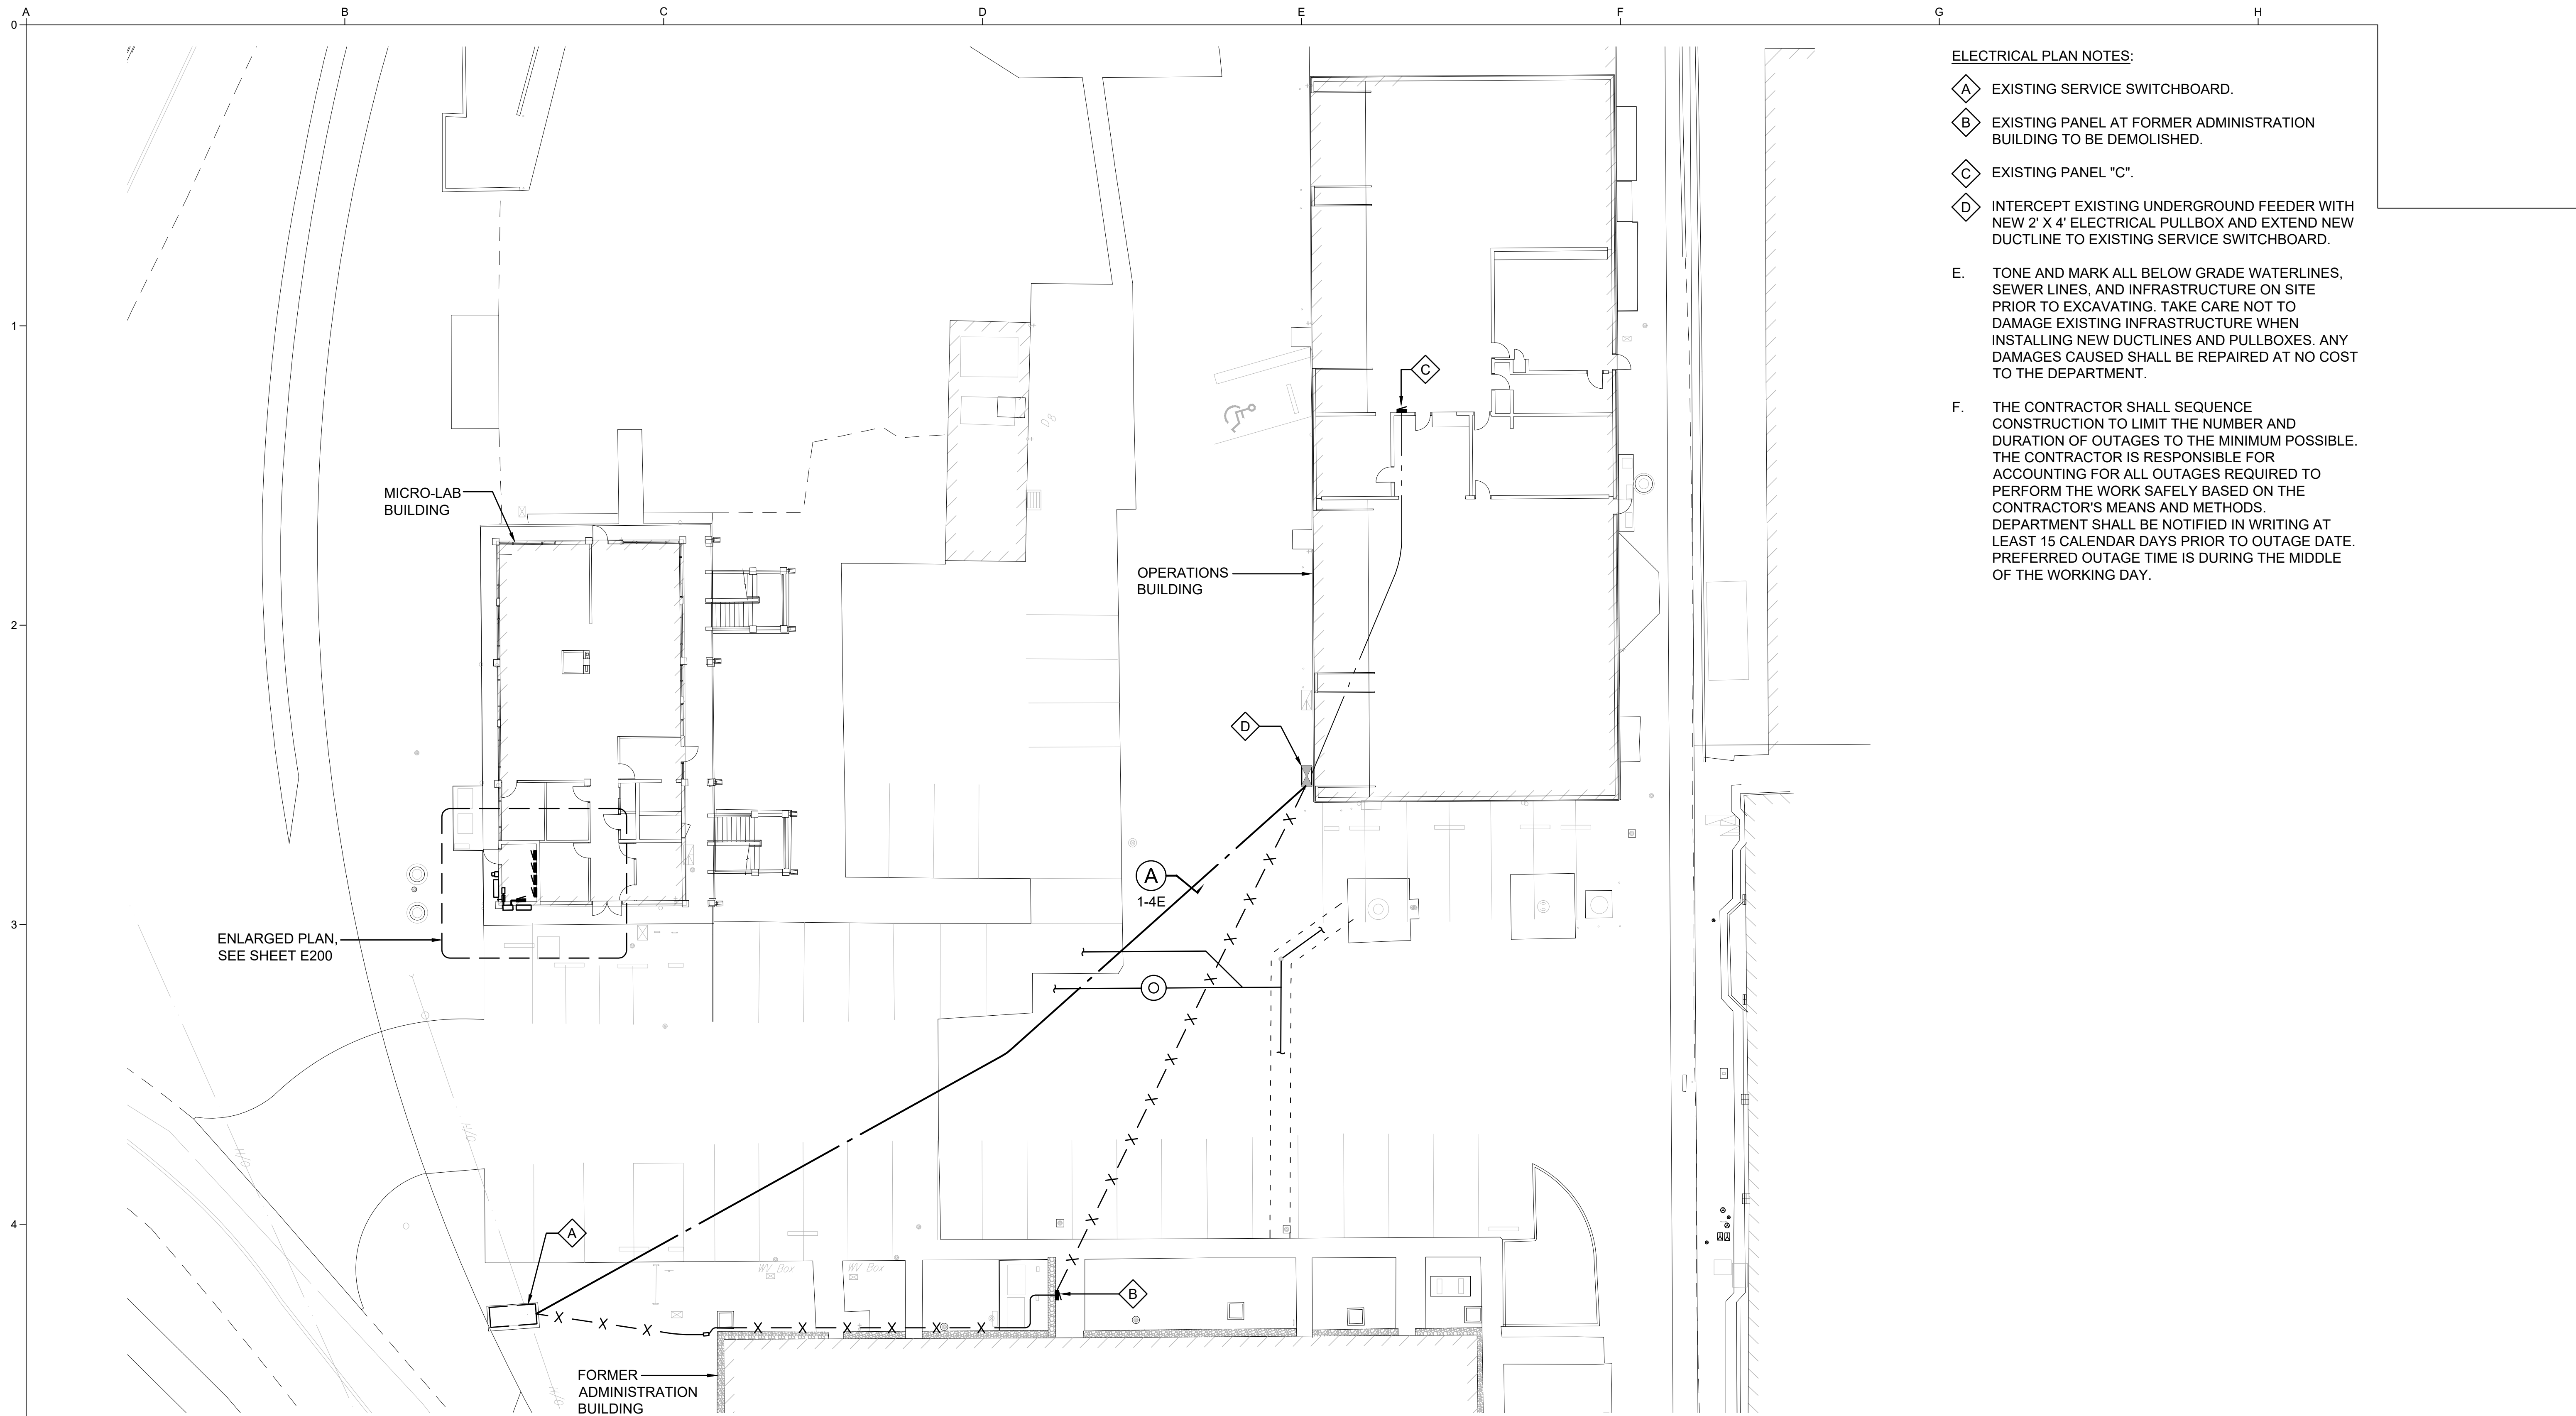 A B C D E F G H
0
1
2
3
4
ELECTRICAL PLAN NOTES:
A EXISTING SERVICE SWITCHBOARD.
B EXISTING PANEL AT FORMER ADMINISTRATION
BUILDING TO BE DEMOLISHED.
C EXISTING PANEL "C".
D INTERCEPT EXISTING UNDERGROUND FEEDER WITH
NEW 2' X 4' ELECTRICAL PULLBOX AND EXTEND NEW
DUCTLINE TO EXISTING SERVICE SWITCHBOARD.
E. TONE AND MARK ALL BELOW GRADE WATERLINES,
SEWER LINES, AND INFRASTRUCTURE ON SITE
PRIOR TO EXCAVATING. TAKE CARE NOT TO
DAMAGE EXISTING INFRASTRUCTURE WHEN
INSTALLING NEW DUCTLINES AND PULLBOXES. ANY
DAMAGES CAUSED SHALL BE REPAIRED AT NO COST
TO THE DEPARTMENT.
F. THE CONTRACTOR SHALL SEQUENCE
CONSTRUCTION TO LIMIT THE NUMBER AND
DURATION OF OUTAGES TO THE MINIMUM POSSIBLE.
THE CONTRACTOR IS RESPONSIBLE FOR
ACCOUNTING FOR ALL OUTAGES REQUIRED TO
PERFORM THE WORK SAFELY BASED ON THE
CONTRACTOR'S MEANS AND METHODS.
DEPARTMENT SHALL BE NOTIFIED IN WRITING AT
LEAST 15 CALENDAR DAYS PRIOR TO OUTAGE DATE.
PREFERRED OUTAGE TIME IS DURING THE MIDDLE
OF THE WORKING DAY.
C
MICRO-LAB
BUILDING
OPERATIONS
BUILDING
D
A
1-4E
ENLARGED PLAN,
SEE SHEET E200
A
WV Box
WV Box
B
FORMER
ADMINISTRATION
BUILDING